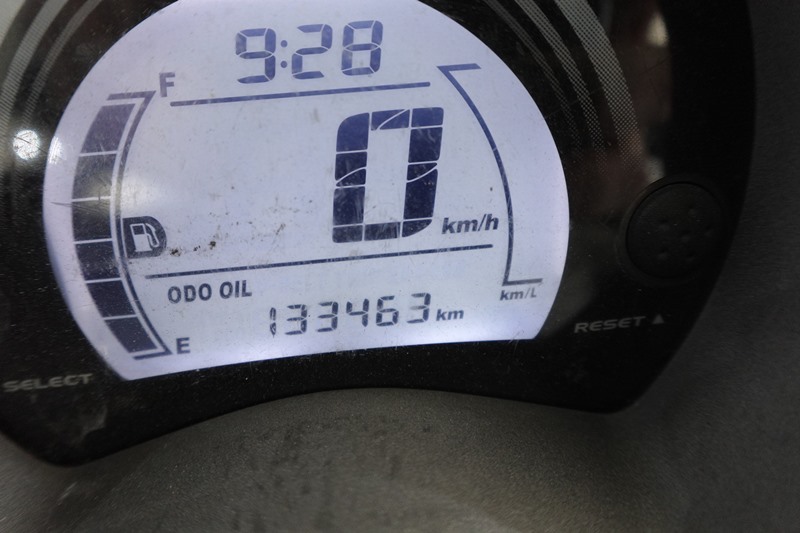 9:28
F
0 km/h
ODO OIL
km/L
133463 km
E
SELECT
RESET ▲